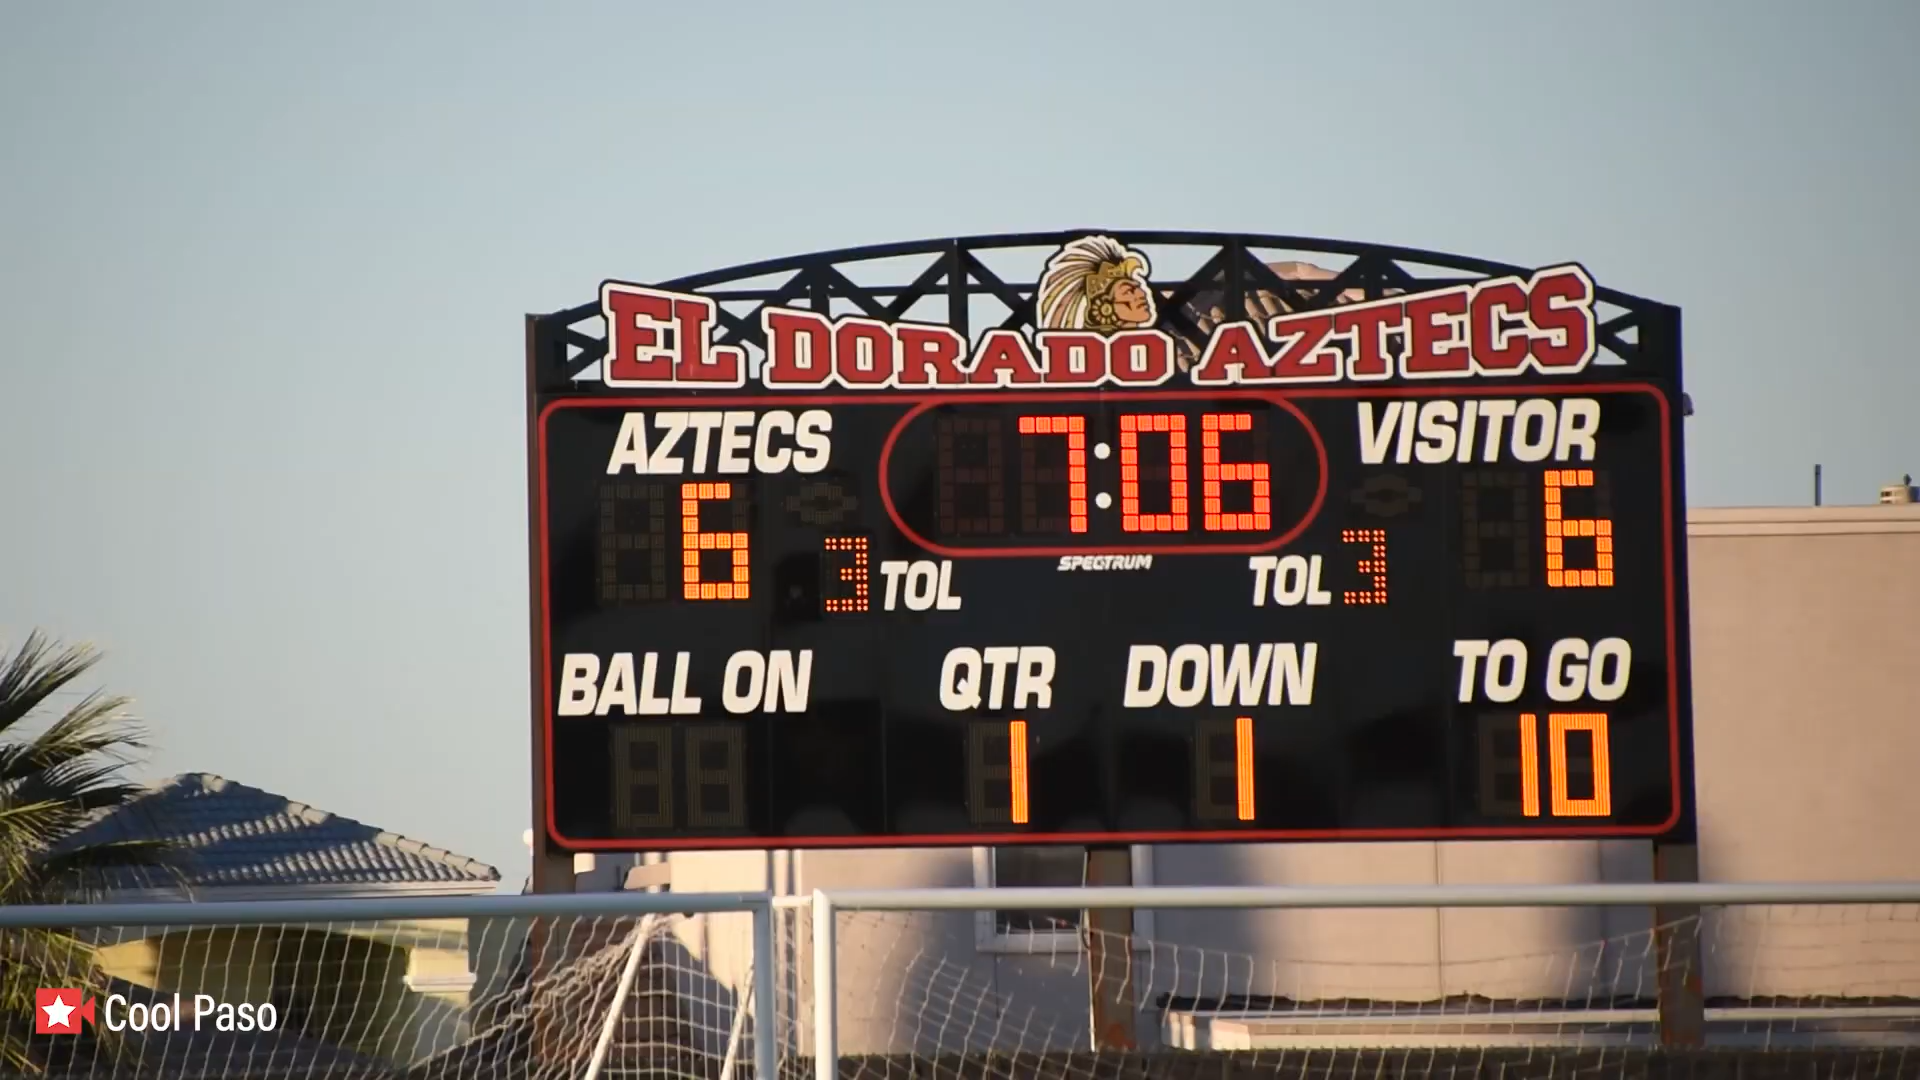 EL DORADO AZTECS
AZTECS 7:06 VISITOR
6 3 TOL SPECTRUM TOL 3 6
BALL ON QTR DOWN TO GO
1 1 10
Cool Paso